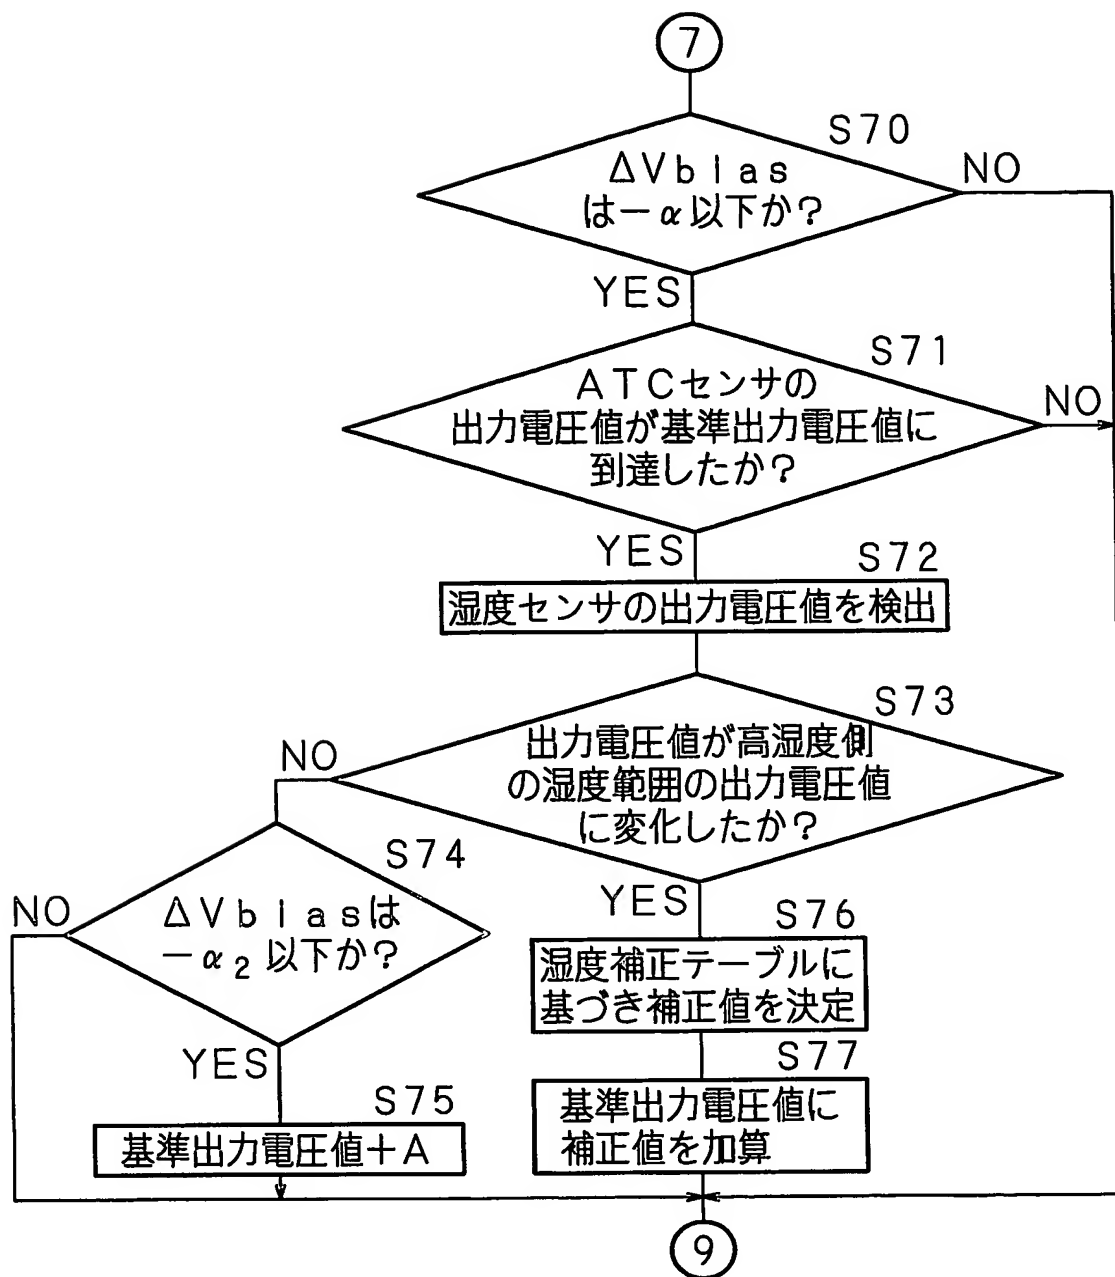 7
S70
ΔVbias
は−α以下か?
NO
YES
S71
ATCセンサの
出力電圧値が基準出力電圧値に
到達したか?
NO
YES
S72
湿度センサの出力電圧値を検出
S73
出力電圧値が高湿度側
の湿度範囲の出力電圧値
に変化したか?
NO
YES
S74
ΔVbiasは
−α₂以下か?
NO
YES
S76
湿度補正テーブルに
基づき補正値を決定
S77
基準出力電圧値に
補正値を加算
S75
基準出力電圧値+A
9